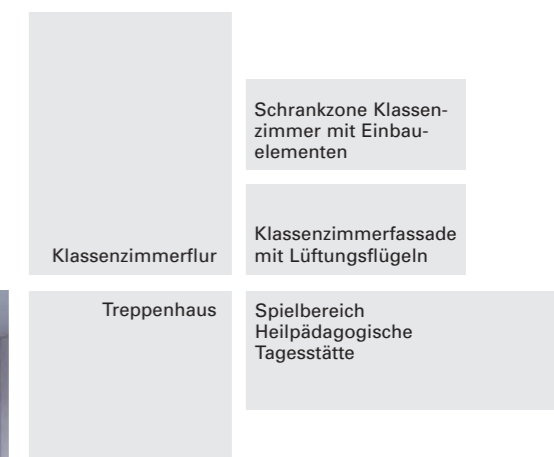 Schrankzone Klassen-
zimmer mit Einbau-
elementen
Klassenzimmerflur
Klassenzimmerfassade
mit Lüftungsflügeln
Treppenhaus
Spielbereich
Heilpädagogische
Tagesstätte